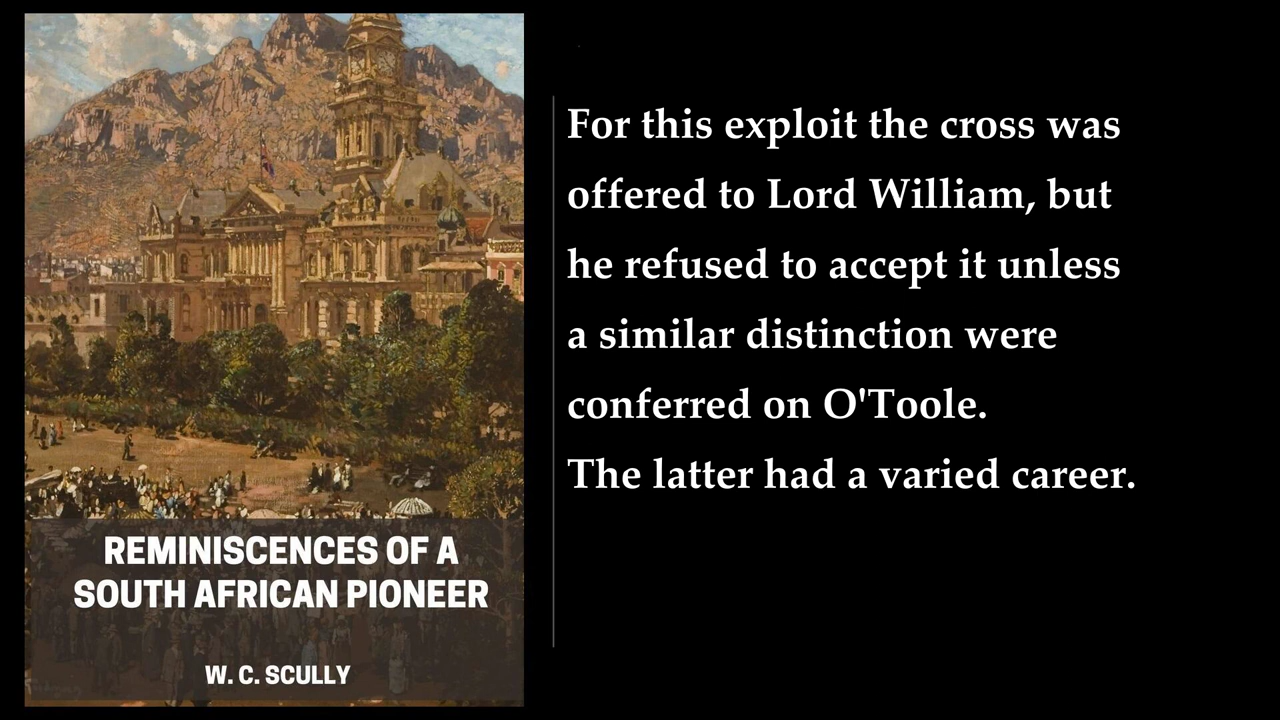 REMINISCENCES OF A
SOUTH AFRICAN PIONEER
W. C. SCULLY
For this exploit the cross was
offered to Lord William, but
he refused to accept it unless
a similar distinction were
conferred on O'Toole.
The latter had a varied career.